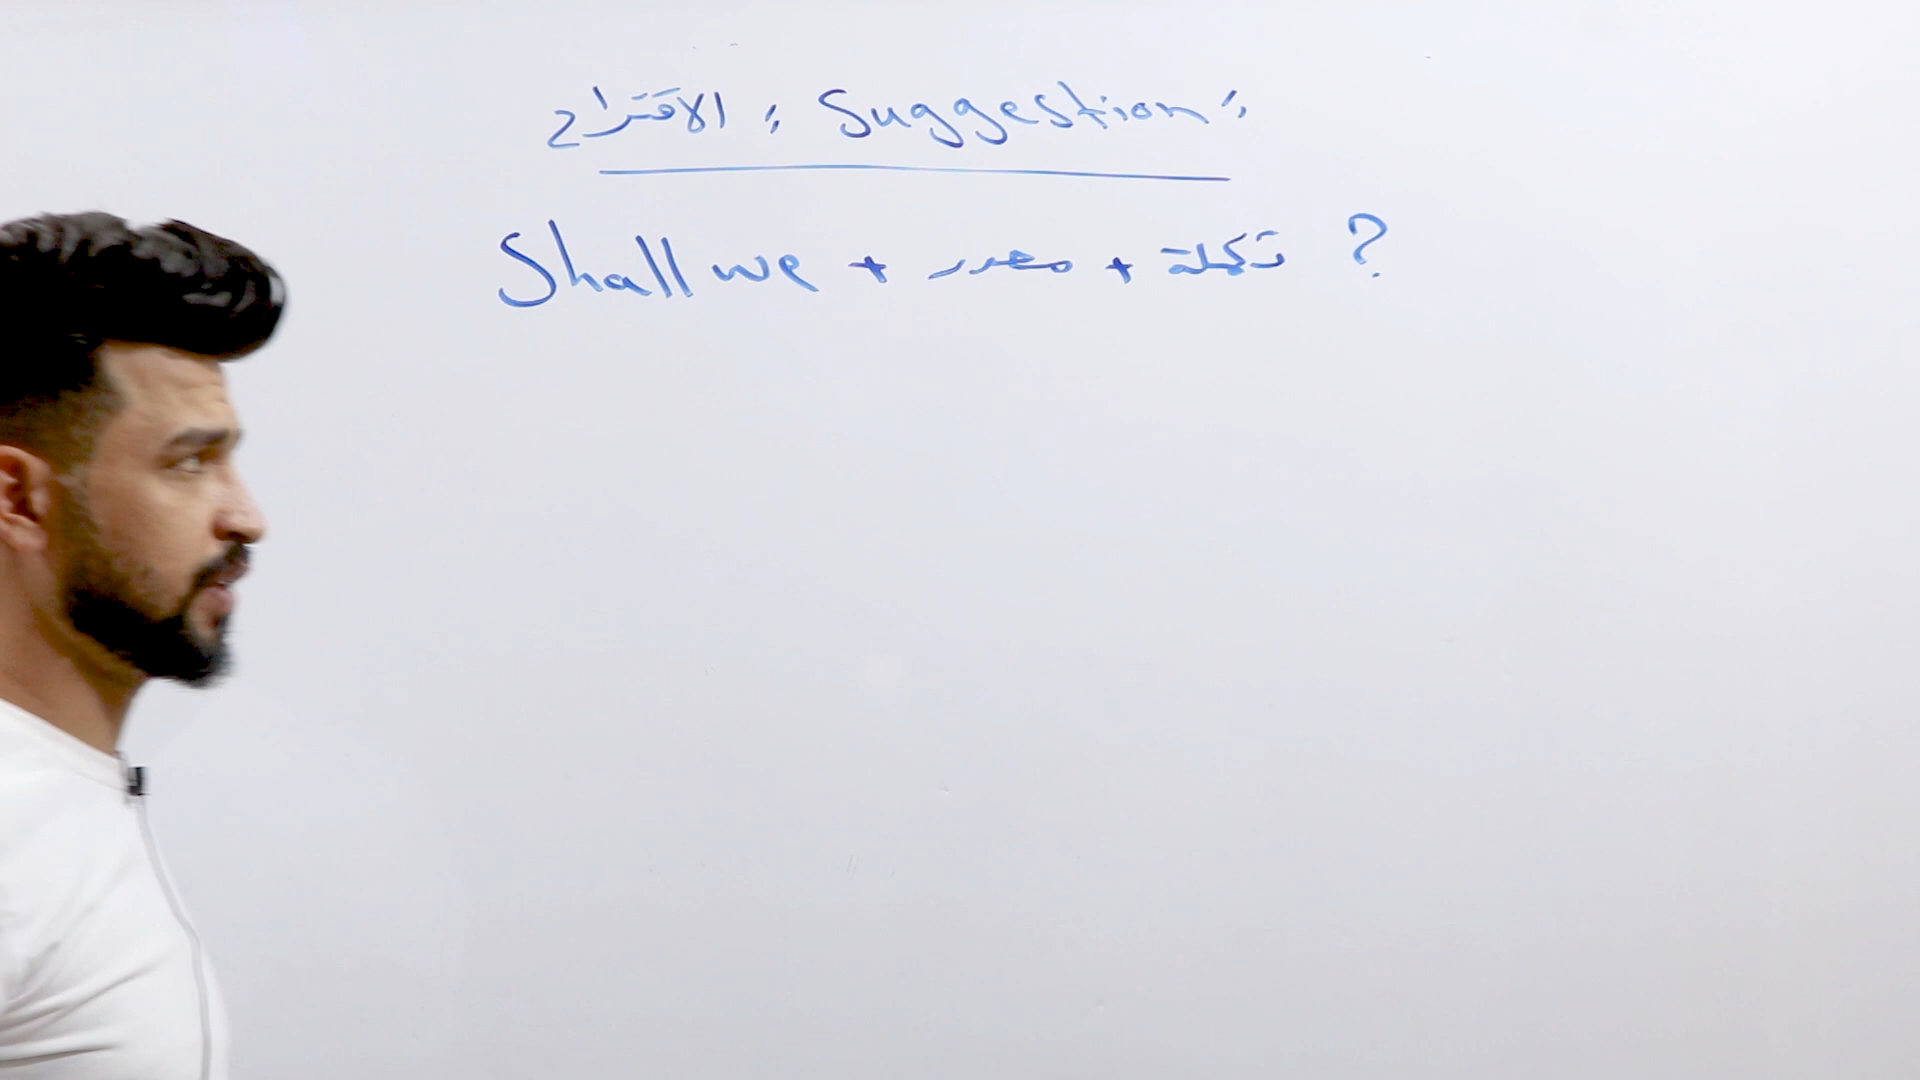 "Suggestion" الاقتراح
Shall we + مصدر + تكملة ?